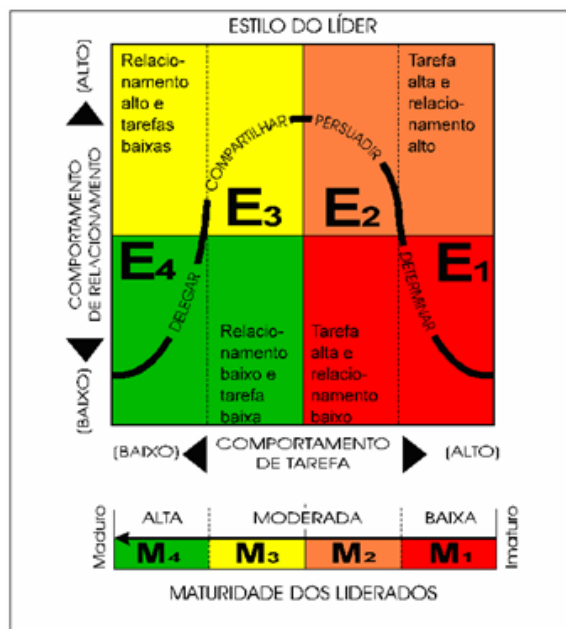 ESTILO DO LÍDER
(ALTO)
COMPORTAMENTO
DE RELACIONAMENTO
(BAIXO)
Relacio-
namento
alto e
tarefas
baixas
Tarefa
alta e
relacio-
namento
alto
COMPARTILHAR
PERSUADIR
E3
E2
E4
E1
DELEGAR
DETERMINAR
Relacio-
namento
baixo e
tarefa
baixa
Tarefa
alta e
relacio-
namento
baixo
(BAIXO)
COMPORTAMENTO
DE TAREFA
(ALTO)
Maduro
ALTA
MODERADA
BAIXA
Imaturo
M4
M3
M2
M1
MATURIDADE DOS LIDERADOS